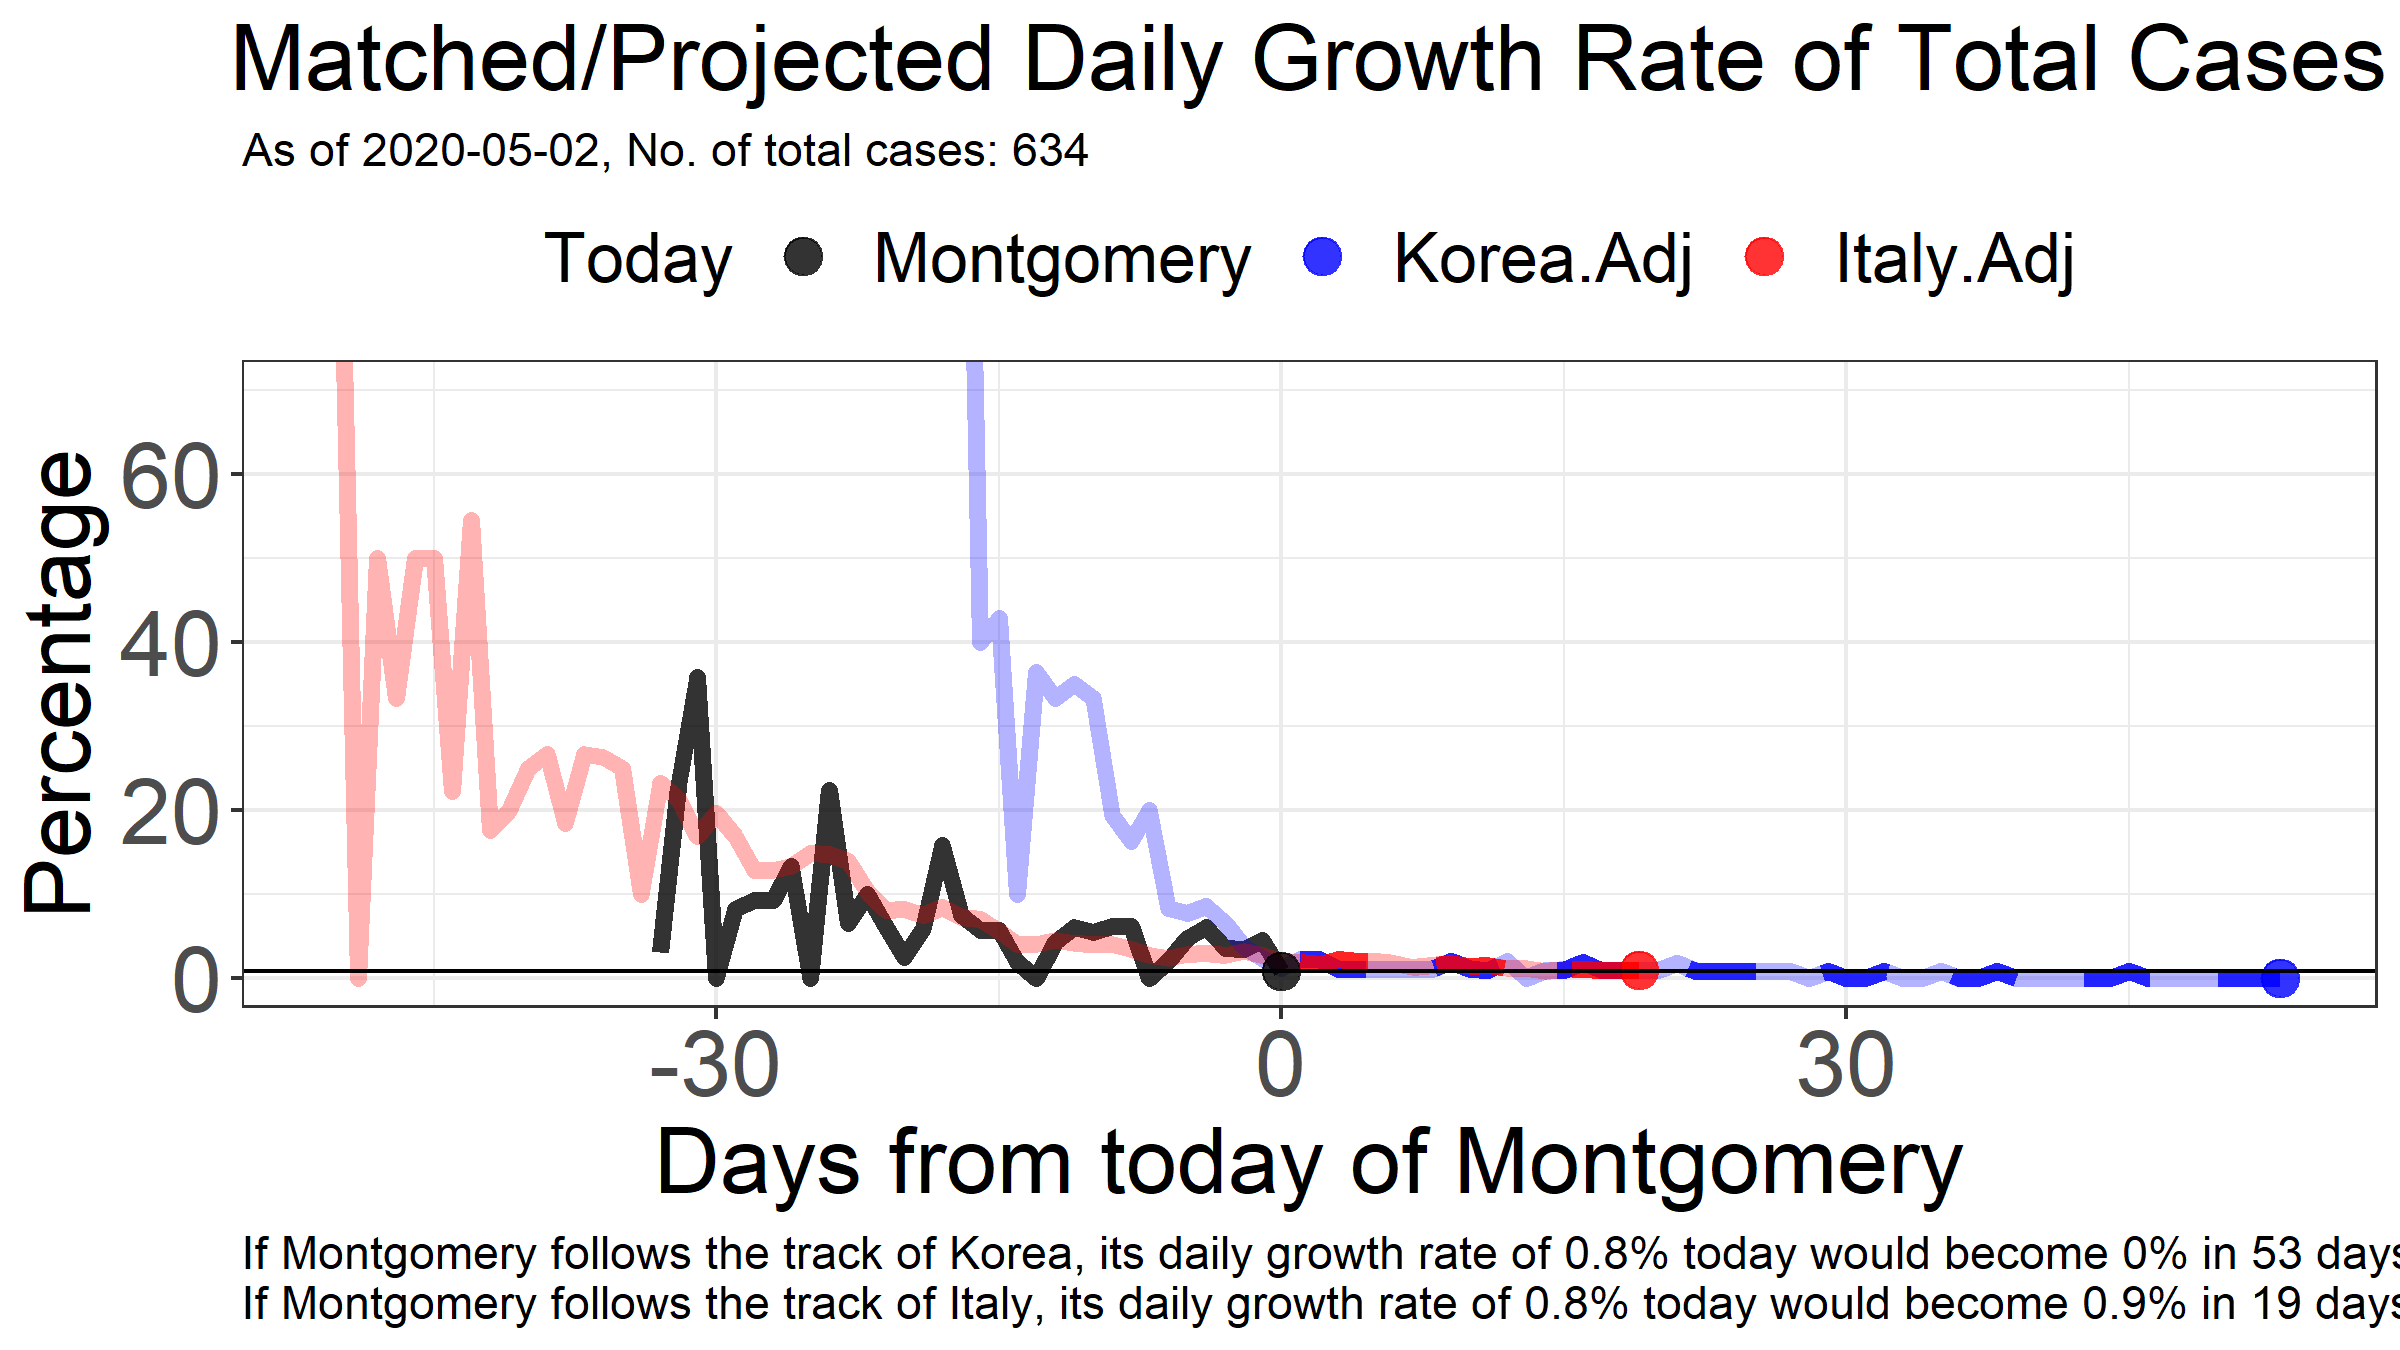 Matched/Projected Daily Growth Rate of Total Cases
As of 2020-05-02, No. of total cases: 634
Today Montgomery Korea.Adj Italy.Adj
Percentage
60
40
20
0
-30 0 30
Days from today of Montgomery
If Montgomery follows the track of Korea, its daily growth rate of 0.8% today would become 0% in 53 days
If Montgomery follows the track of Italy, its daily growth rate of 0.8% today would become 0.9% in 19 days